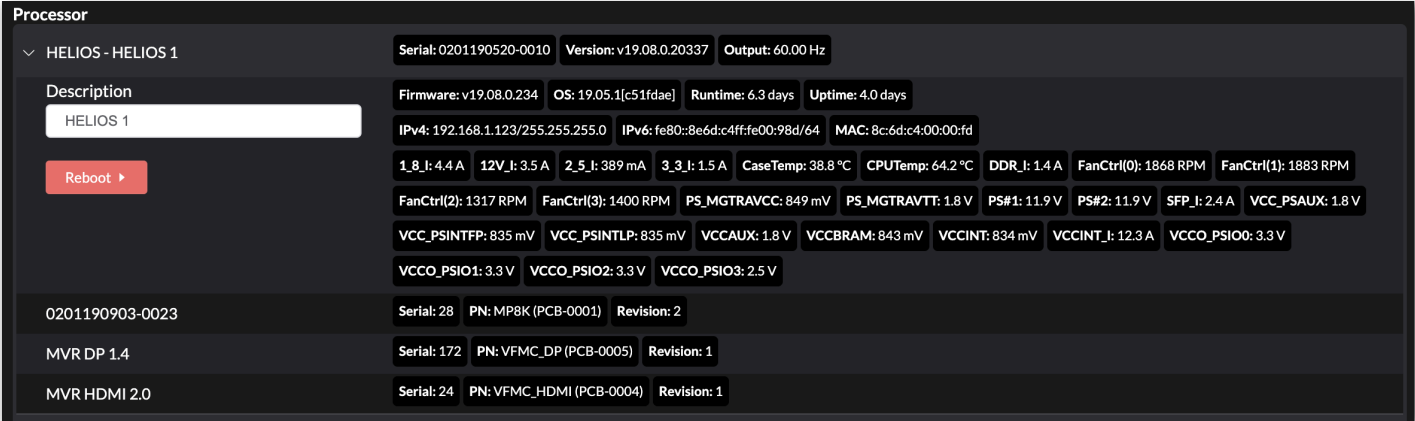 Processor
HELIOS - HELIOS 1 Serial: 0201190520-0010 Version: v19.08.0.20337 Output: 60.00 Hz
Description
HELIOS 1
Reboot
Firmware: v19.08.0.234 OS: 19.05.1[c51fdae] Runtime: 6.3 days Uptime: 4.0 days
IPv4: 192.168.1.123/255.255.255.0 IPv6: fe80::8e6d:c4ff:fe00:98d/64 MAC: 8c:6d:c4:00:00:fd
1_8_I: 4.4 A 12V_I: 3.5 A 2_5_I: 389 mA 3_3_I: 1.5 A CaseTemp: 38.8 °C CPUTemp: 64.2 °C DDR_I: 1.4 A FanCtrl(0): 1868 RPM FanCtrl(1): 1883 RPM
FanCtrl(2): 1317 RPM FanCtrl(3): 1400 RPM PS_MGTRAVCC: 849 mV PS_MGTRAVTT: 1.8 V PS#1: 11.9 V PS#2: 11.9 V SFP_I: 2.4 A VCC_PSAUX: 1.8 V
VCC_PSINTFP: 835 mV VCC_PSINTLP: 835 mV VCCAUX: 1.8 V VCCBRAM: 843 mV VCCINT: 834 mV VCCINT_I: 12.3 A VCCO_PSIO0: 3.3 V
VCCO_PSIO1: 3.3 V VCCO_PSIO2: 3.3 V VCCO_PSIO3: 2.5 V
0201190903-0023 Serial: 28 PN: MP8K (PCB-0001) Revision: 2
MVR DP 1.4 Serial: 172 PN: VFMC_DP (PCB-0005) Revision: 1
MVR HDMI 2.0 Serial: 24 PN: VFMC_HDMI (PCB-0004) Revision: 1